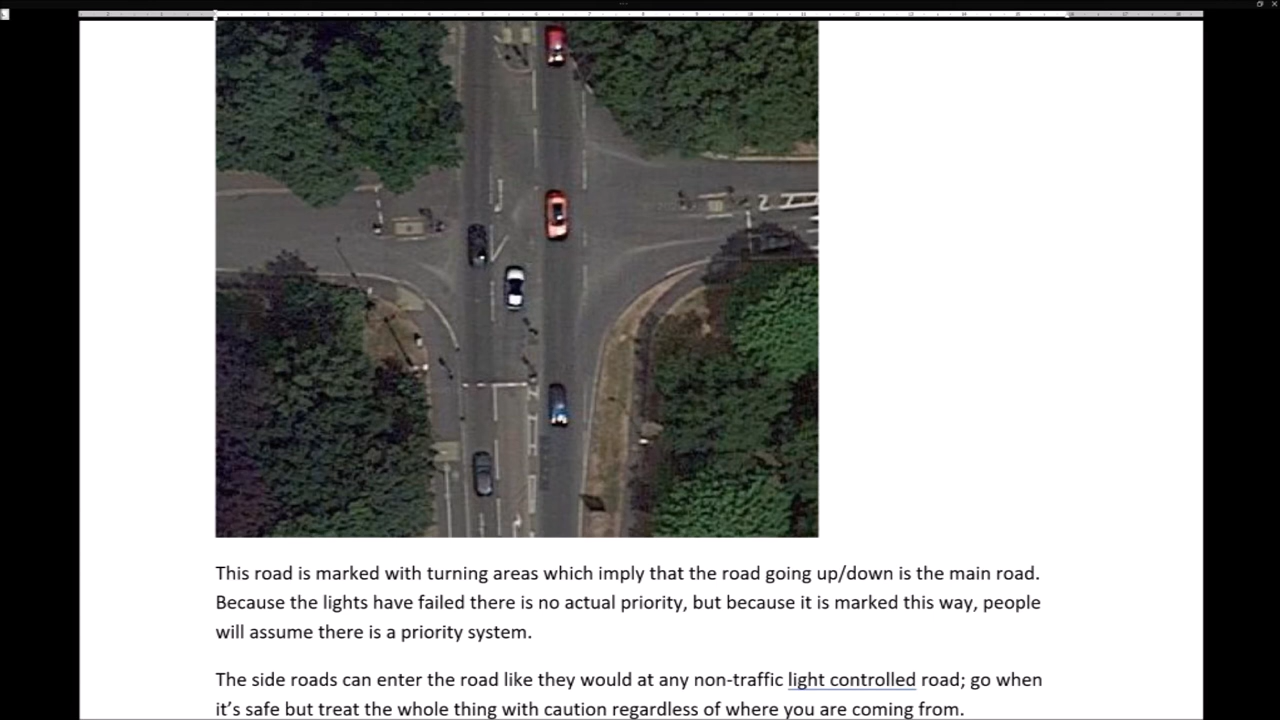 This road is marked with turning areas which imply that the road going up/down is the main road.
Because the lights have failed there is no actual priority, but because it is marked this way, people
will assume there is a priority system.
The side roads can enter the road like they would at any non-traffic light controlled road; go when
it’s safe but treat the whole thing with caution regardless of where you are coming from.